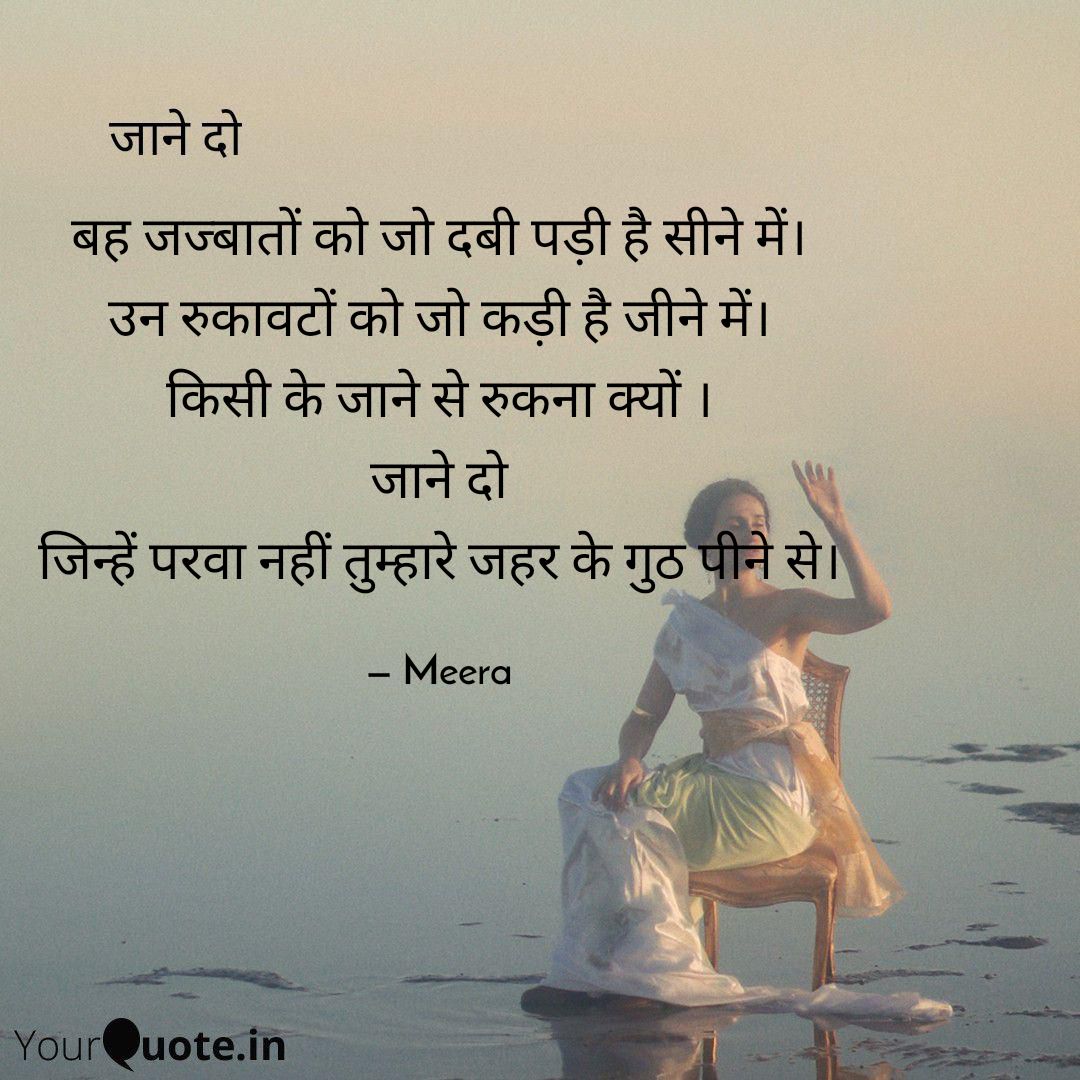 जाने दो
बह जज्बातों को जो दबी पड़ी है सीने में।
उन रुकावटों को जो कड़ी है जीने में।
किसी के जाने से रुकना क्यों ।
जाने दो
जिन्हें परवा नहीं तुम्हारे जहर के गुठ पीने से।
– Meera
YourQuote.in